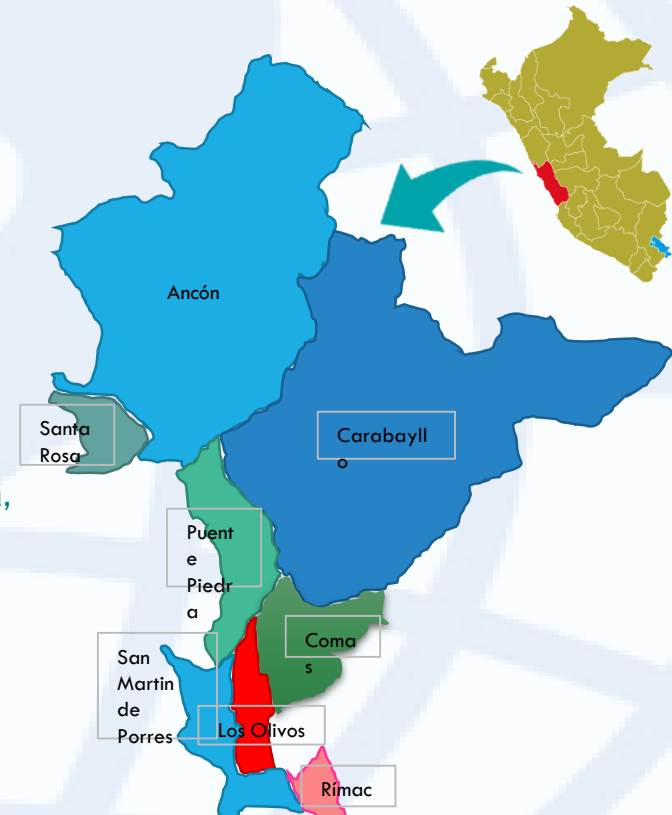 Ancón
Santa
Rosa
Carabayll
o
,
Puent
e
Piedr
a
Coma
s
San
Martin
de
Porres
Los Olivos
Rímac